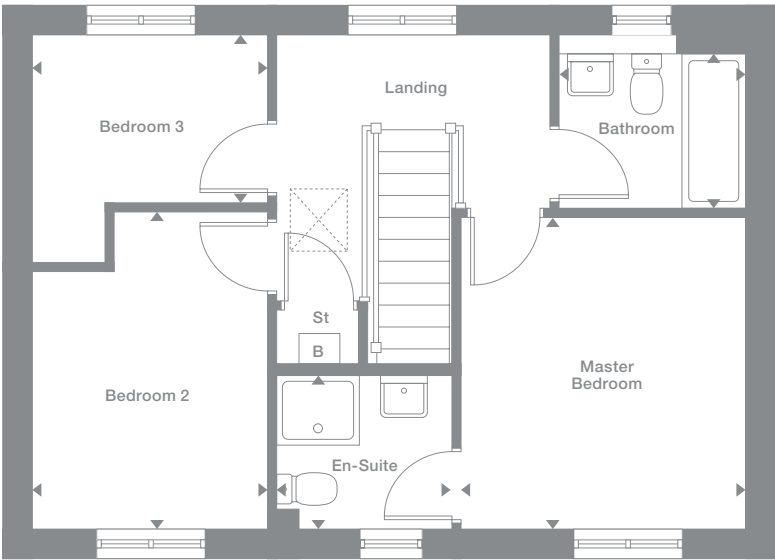 Landing
Bedroom 3
Bathroom
St
B
Master
Bedroom
Bedroom 2
En-Suite